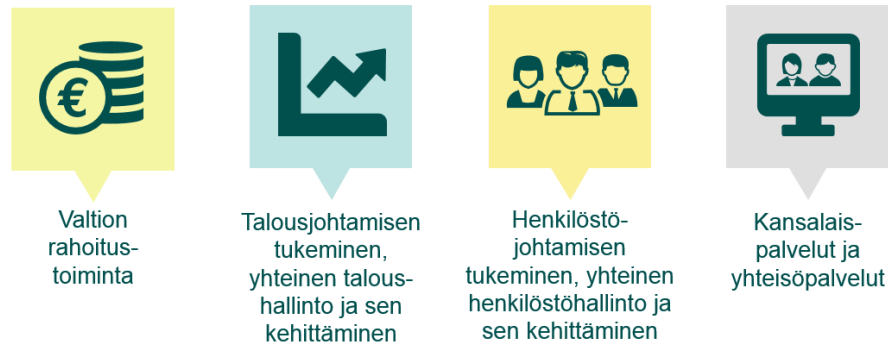 €
Valtion
rahoitus-
toiminta
Talousjohtamisen
tukeminen,
yhteinen talous-
hallinto ja sen
kehittäminen
Henkilöstö-
johtamisen
tukeminen, yhteinen
henkilöstöhallinto ja
sen kehittäminen
Kansalais-
palvelut ja
yhteisöpalvelut